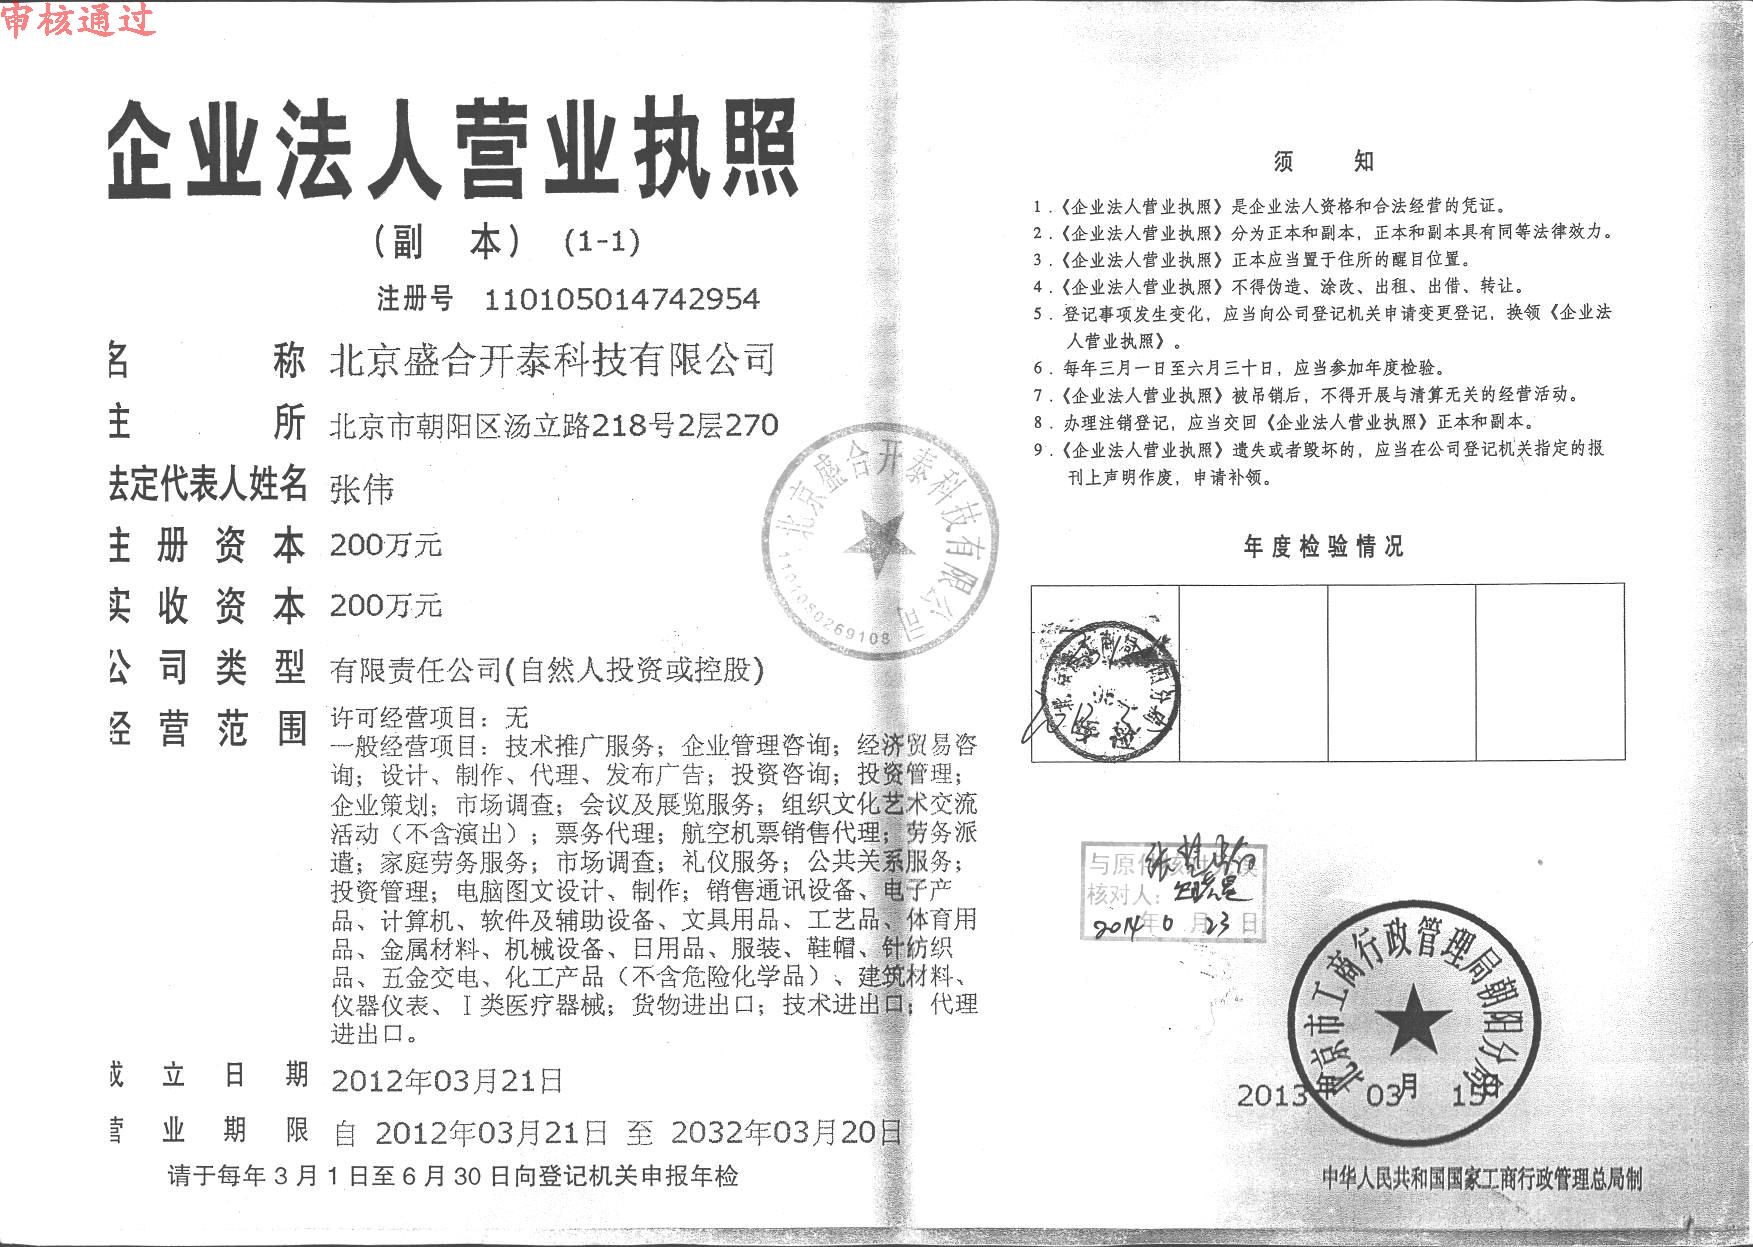 审核通过
企业法人营业执照
（副 本） (1-1)
注册号 110105014742954
名 称 北京盛合开泰科技有限公司
主 所 北京市朝阳区汤立路218号2层270
法定代表人姓名 张伟
主 册 资 本 200万元
实 收 资 本 200万元
公 司 类 型 有限责任公司(自然人投资或控股)
经 营 范 围 许可经营项目：无
一般经营项目：技术推广服务；企业管理咨询；经济贸易咨
询；设计、制作、代理、发布广告；投资咨询；投资管理；
企业策划；市场调查；会议及展览服务；组织文化艺术交流
活动（不含演出）；票务代理；航空机票销售代理；劳务派
遣；家庭劳务服务；市场调查；礼仪服务；公共关系服务；
投资管理；电脑图文设计、制作；销售通讯设备、电子产
品、计算机、软件及辅助设备、文具用品、工艺品、体育用
品、金属材料、机械设备、日用品、服装、鞋帽、针纺织
品、五金交电、化工产品（不含危险化学品）、建筑材料、
仪器仪表、Ⅰ类医疗器械；货物进出口；技术进出口；代理
进出口。
成 立 日 期 2012年03月21日
营 业 期 限 自 2012年03月21日 至 2032年03月20日
请于每年3月1日至6月30日向登记机关申报年检
北京盛合开泰科技有限公司
1101050269108
须 知
1．《企业法人营业执照》是企业法人资格和合法经营的凭证。
2．《企业法人营业执照》分为正本和副本，正本和副本具有同等法律效力。
3．《企业法人营业执照》正本应当置于住所的醒目位置。
4．《企业法人营业执照》不得伪造、涂改、出租、出借、转让。
5．登记事项发生变化，应当向公司登记机关申请变更登记，换领《企业法
人营业执照》。
6．每年三月一日至六月三十日，应当参加年度检验。
7．《企业法人营业执照》被吊销后，不得开展与清算无关的经营活动。
8．办理注销登记，应当交回《企业法人营业执照》正本和副本。
9．《企业法人营业执照》遗失或者毁坏的，应当在公司登记机关指定的报
刊上声明作废，申请补领。
年度检验情况
与原件核对
核对人：
2014年 月23日
北京市工商行政管理局朝阳分局
2013年 03月 15日
中华人民共和国国家工商行政管理总局制